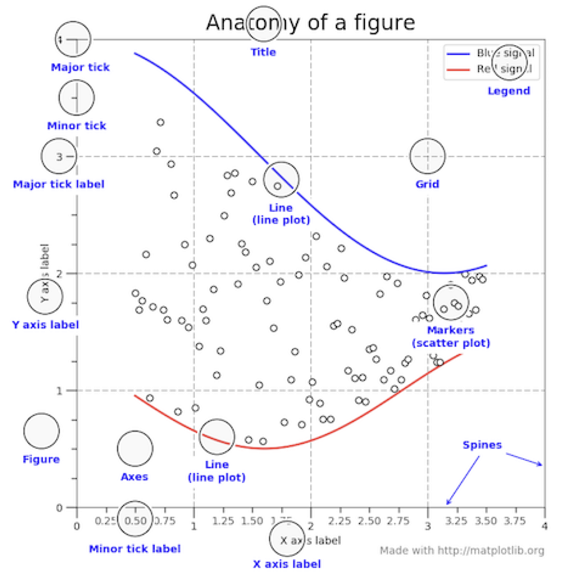 Anatomy of a figure
4
Blue signal
Red signal
Title
Major tick
Legend
Minor tick
3
Major tick label
Grid
Line
(line plot)
2
Y axis label
Y axis label
Markers
(scatter plot)
1
Spines
Figure
Axes
Line
(line plot)
0
0 0.25 0.50 0.75 1 1.25 1.50 1.75 2 2.25 2.50 2.75 3 3.25 3.50 4
Minor tick label
X axis label
X axis label
Made with http://matplotlib.org